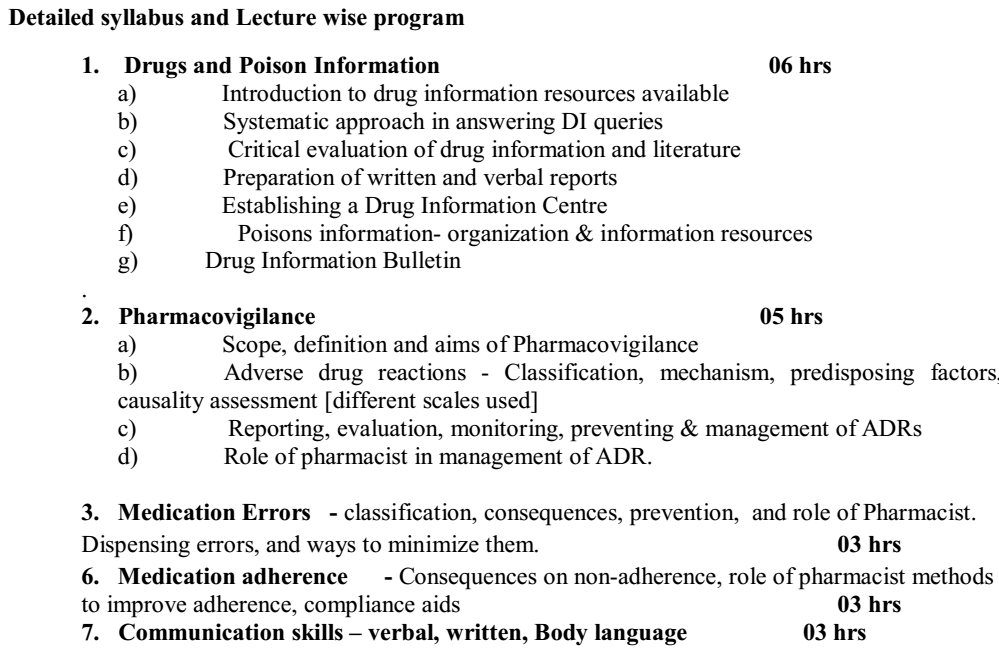 Detailed syllabus and Lecture wise program
1. Drugs and Poison Information 06 hrs
a) Introduction to drug information resources available
b) Systematic approach in answering DI queries
c) Critical evaluation of drug information and literature
d) Preparation of written and verbal reports
e) Establishing a Drug Information Centre
f) Poisons information- organization & information resources
g) Drug Information Bulletin
.
2. Pharmacovigilance 05 hrs
a) Scope, definition and aims of Pharmacovigilance
b) Adverse drug reactions - Classification, mechanism, predisposing factors,
causality assessment [different scales used]
c) Reporting, evaluation, monitoring, preventing & management of ADRs
d) Role of pharmacist in management of ADR.
3. Medication Errors - classification, consequences, prevention, and role of Pharmacist.
Dispensing errors, and ways to minimize them. 03 hrs
6. Medication adherence - Consequences on non-adherence, role of pharmacist methods
to improve adherence, compliance aids 03 hrs
7. Communication skills – verbal, written, Body language 03 hrs